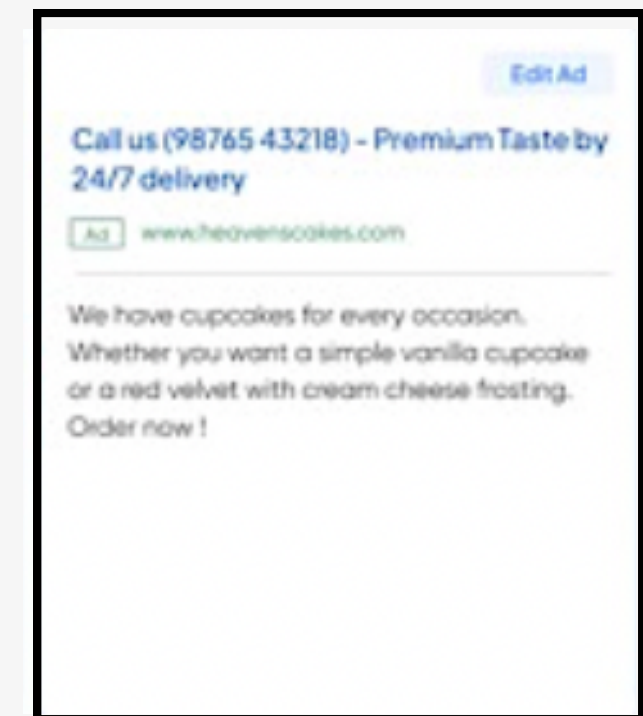 Edit Ad
Call us (98765 43218) - Premium Taste by
24/7 delivery
Ad www.heavenscakes.com
We have cupcakes for every occasion.
Whether you want a simple vanilla cupcake
or a red velvet with cream cheese frosting.
Order now !